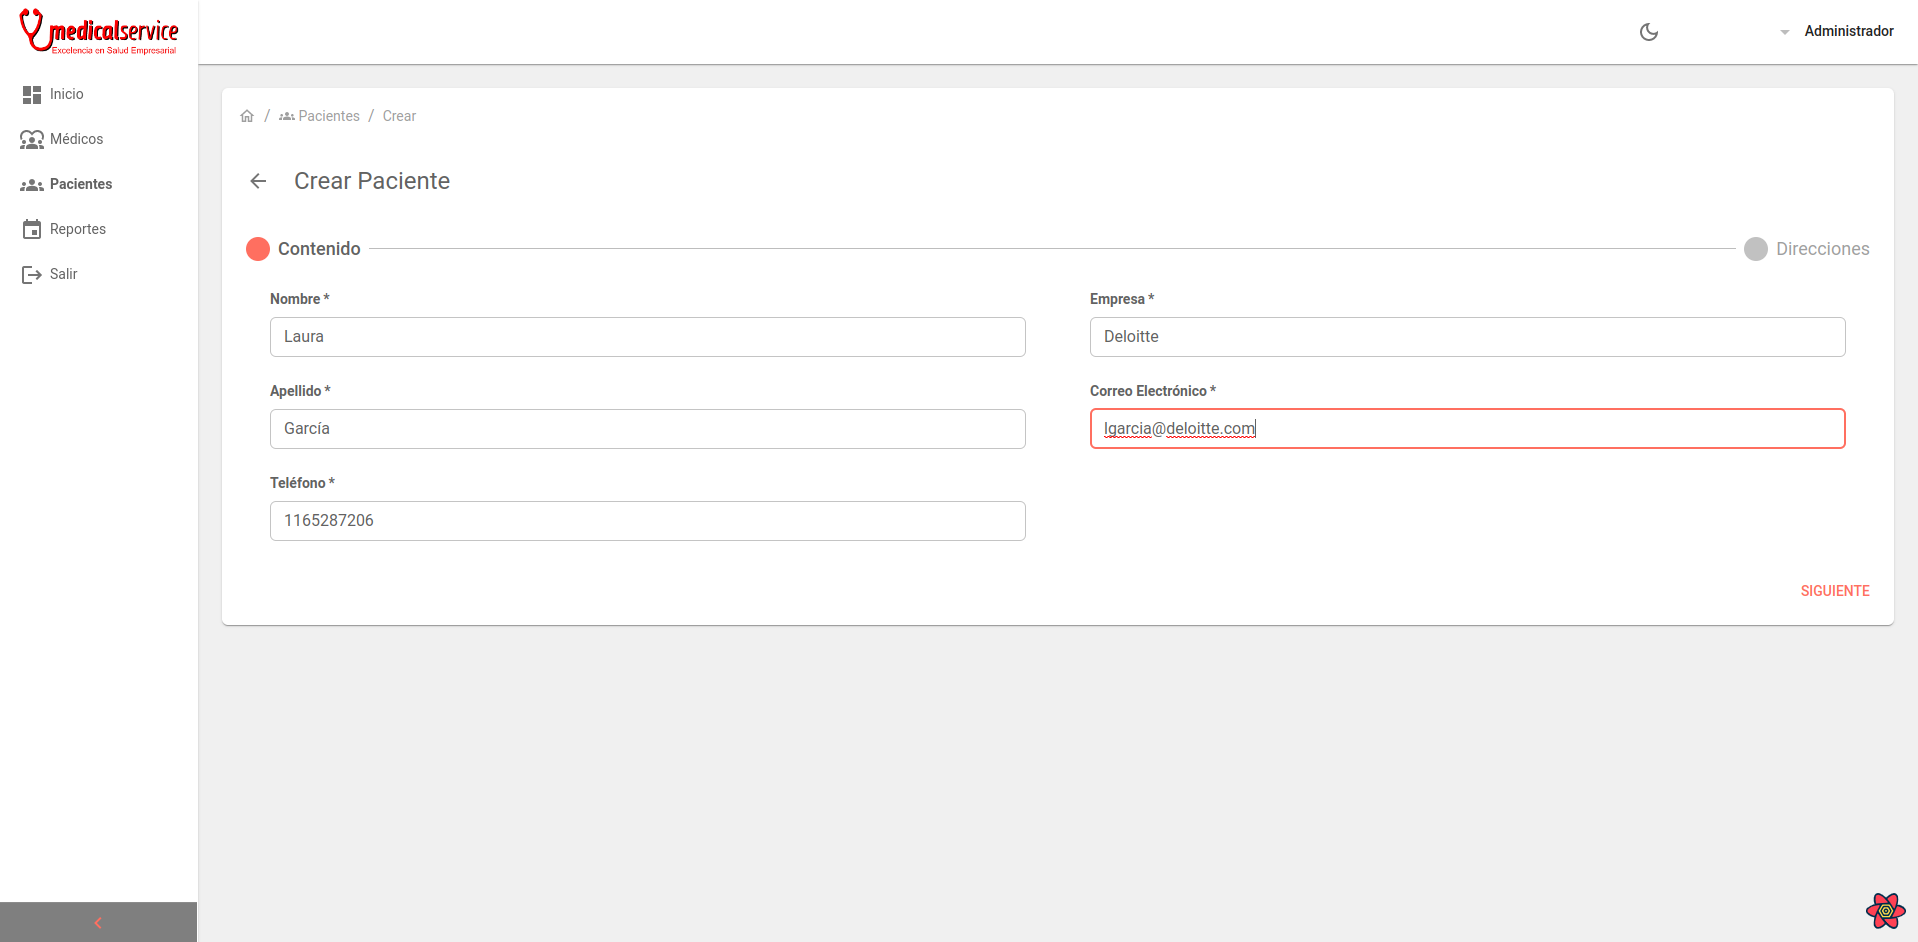 medicalservice
Excelencia en Salud Empresarial
Administrador
Inicio
Médicos
Pacientes
Reportes
Salir
/ Pacientes / Crear
Crear Paciente
Contenido
Direcciones
Nombre *
Laura
Empresa *
Deloitte
Apellido *
García
Correo Electrónico *
lgarcia@deloitte.com
Teléfono *
1165287206
SIGUIENTE